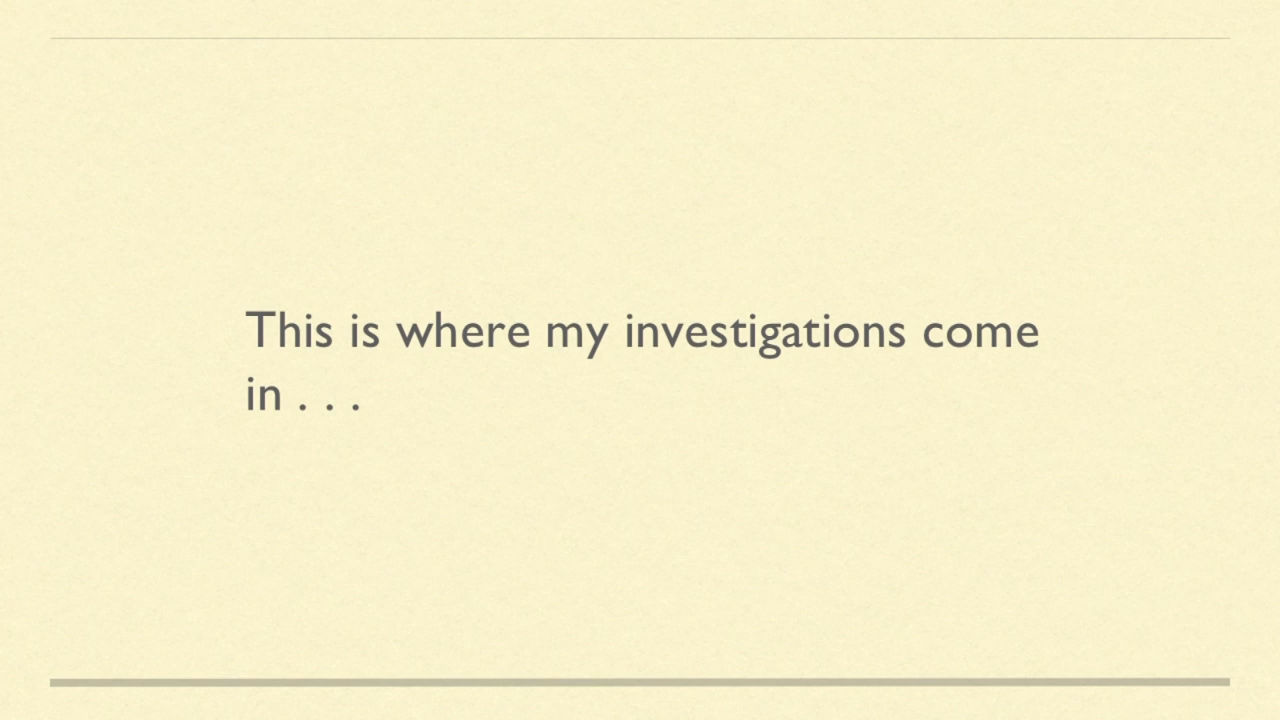 This is where my investigations come
in . . .